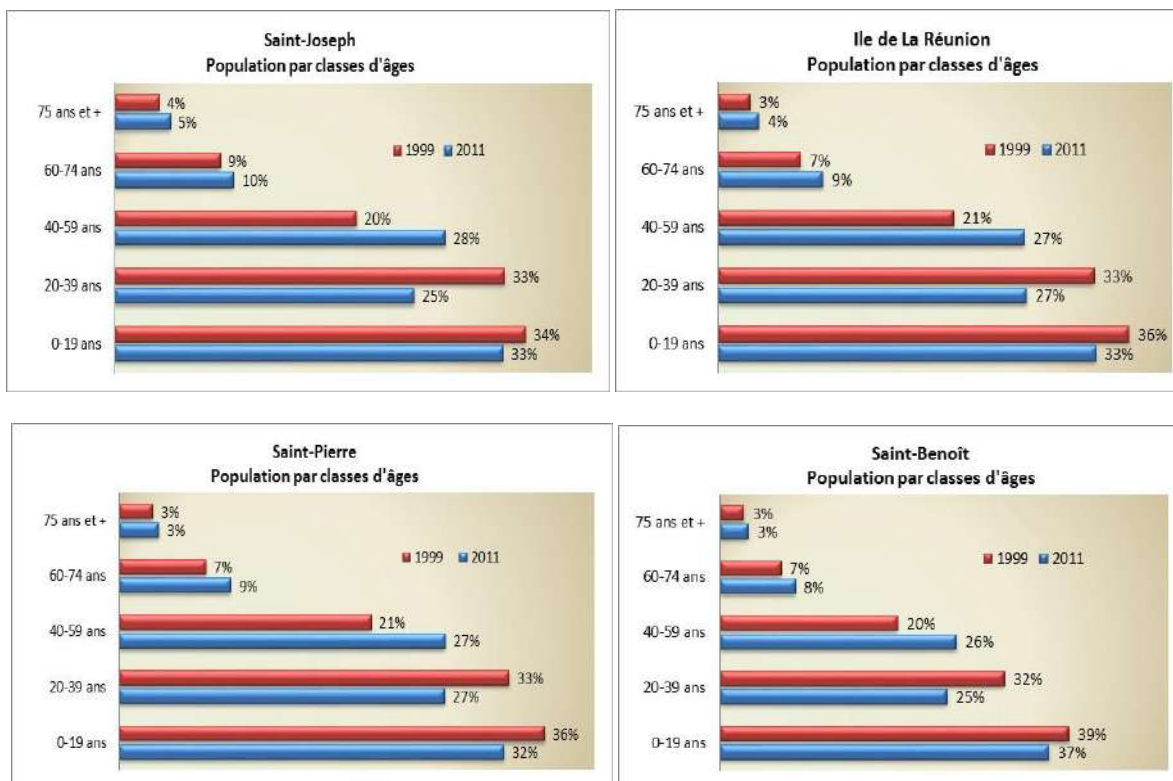 Saint-Joseph
Population par classes d'âges
1999 2011
75 ans et + 4%
5%
60-74 ans 9%
10%
40-59 ans 20%
28%
20-39 ans 33%
25%
0-19 ans 34%
33%
Ile de La Réunion
Population par classes d'âges
1999 2011
75 ans et + 3%
4%
60-74 ans 7%
9%
40-59 ans 21%
27%
20-39 ans 33%
27%
0-19 ans 36%
33%
Saint-Pierre
Population par classes d'âges
1999 2011
75 ans et + 3%
3%
60-74 ans 7%
9%
40-59 ans 21%
27%
20-39 ans 33%
27%
0-19 ans 36%
32%
Saint-Benoît
Population par classes d'âges
1999 2011
75 ans et + 3%
3%
60-74 ans 7%
8%
40-59 ans 20%
26%
20-39 ans 32%
25%
0-19 ans 39%
37%